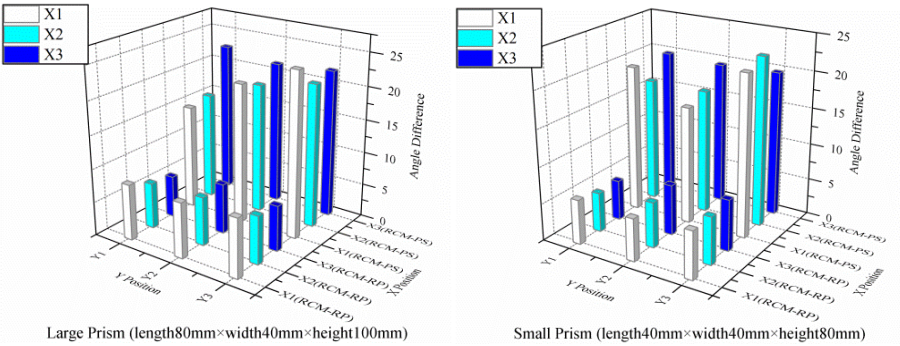 X1
X2
X3
25
20
15
10
5
0
Angle Difference
X3(RCM-PS)
X2(RCM-PS)
X1(RCM-PS)
X3(RCM-RP)
X2(RCM-RP)
X1(RCM-RP)
X Position
Y1
Y2
Y3
Y Position
Large Prism (length80mm×width40mm×height100mm)
X1
X2
X3
25
20
15
10
5
0
Angle Difference
X3(RCM-PS)
X2(RCM-PS)
X1(RCM-PS)
X3(RCM-RP)
X2(RCM-RP)
X1(RCM-RP)
X Position
Y1
Y2
Y3
Y Position
Small Prism (length40mm×width40mm×height80mm)